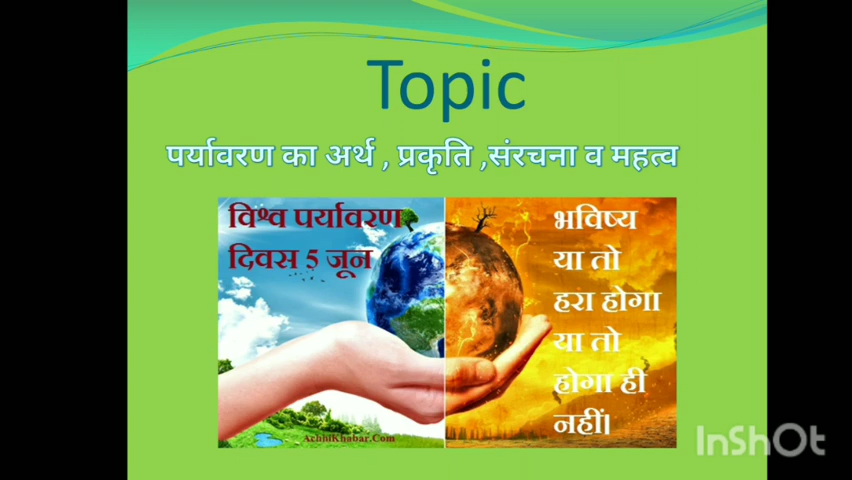 Topic
पर्यावरण का अर्थ , प्रकृति ,संरचना व महत्व
विश्व पर्यावरण
दिवस 5 जून
भविष्य
या तो
हरा होगा
या तो
होगा ही
नहीं।
AchhiKhabar.Com
InShOt